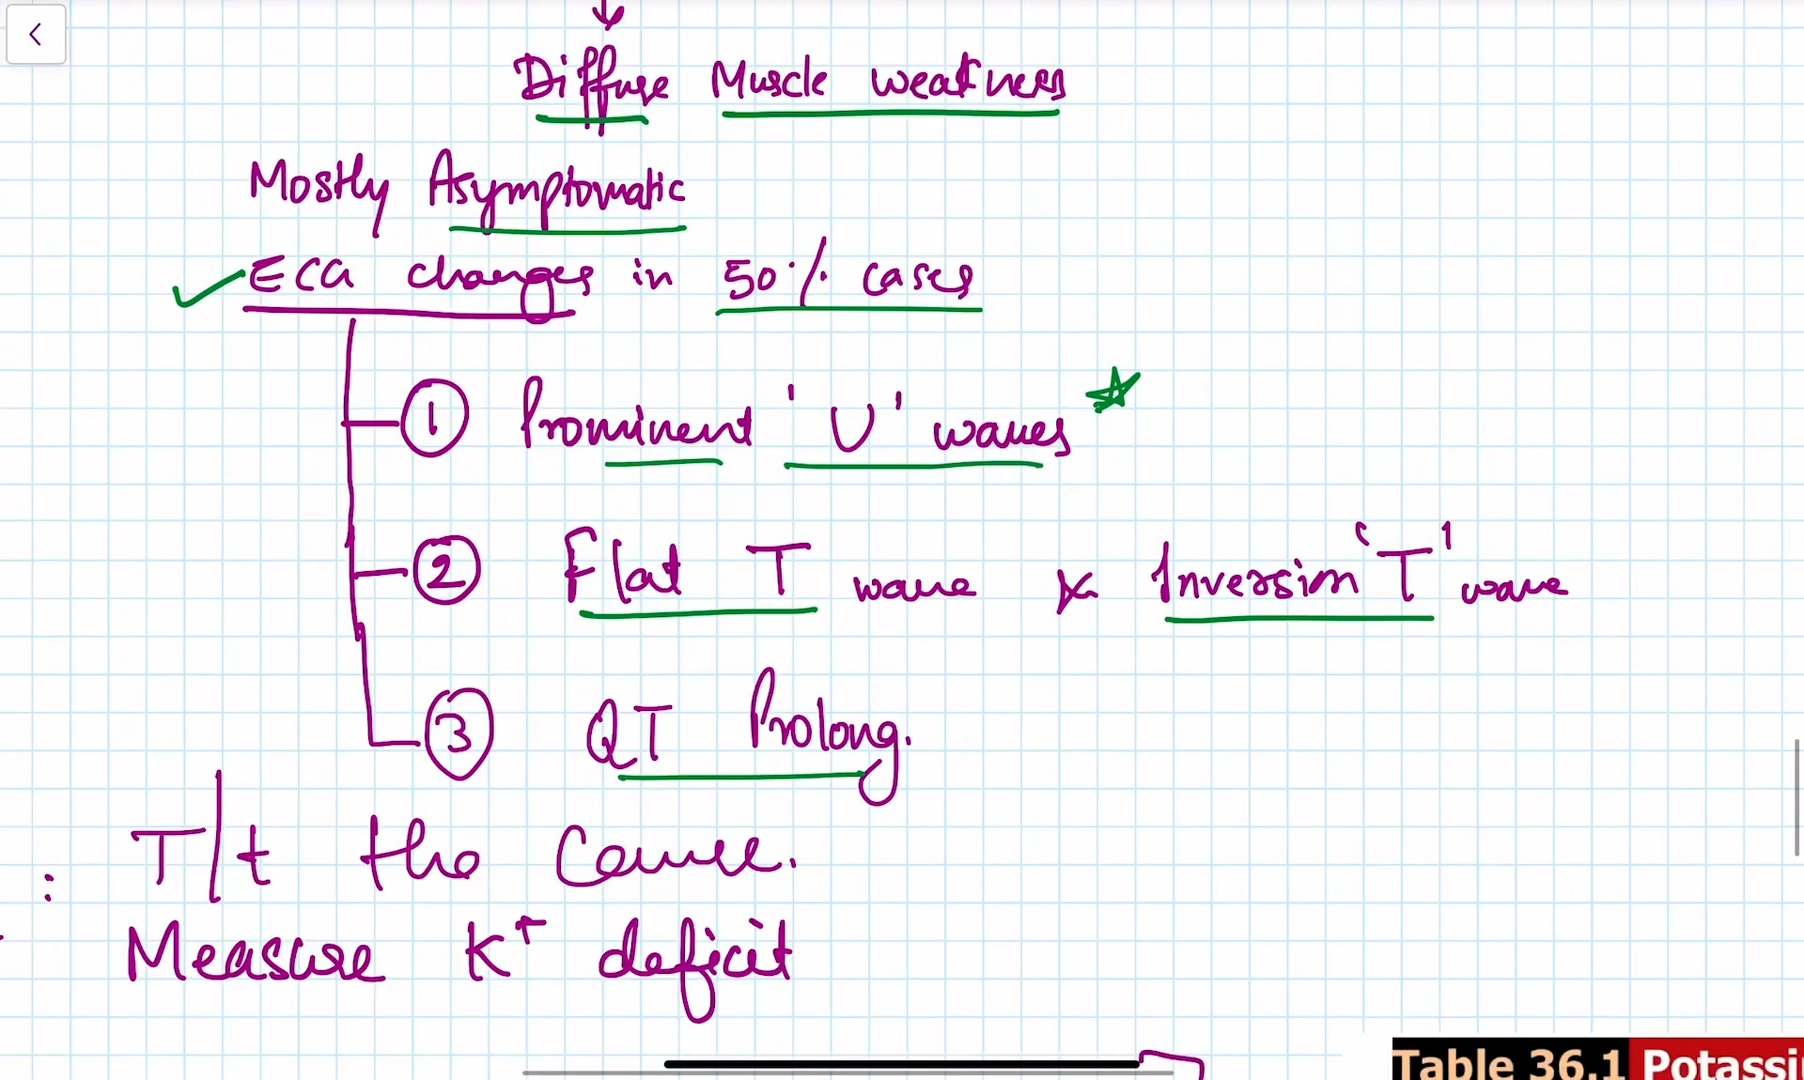 Diffuse Muscle weakness
Mostly Asymptomatic
ECG changes in 50% cases
1 Prominent 'U' waves
2 Flat T wave & Inversion 'T' wave
3 QT Prolong.
: T/t the Cause.
Measure K+ deficit
Table 36.1 Potassi